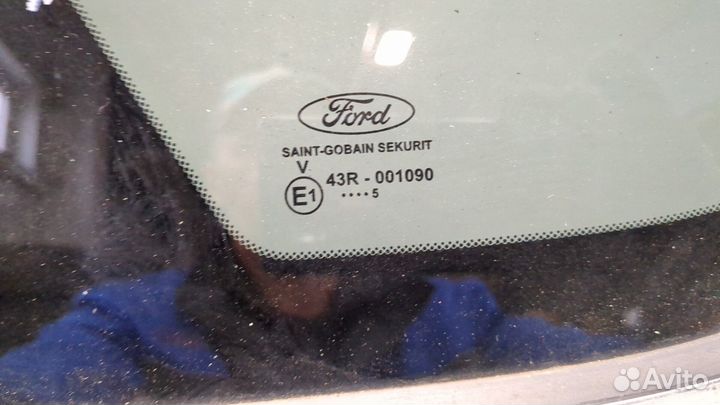 Ford
SAINT-GOBAIN SEKURIT
V
E1 43R - 001090
....5
Avito